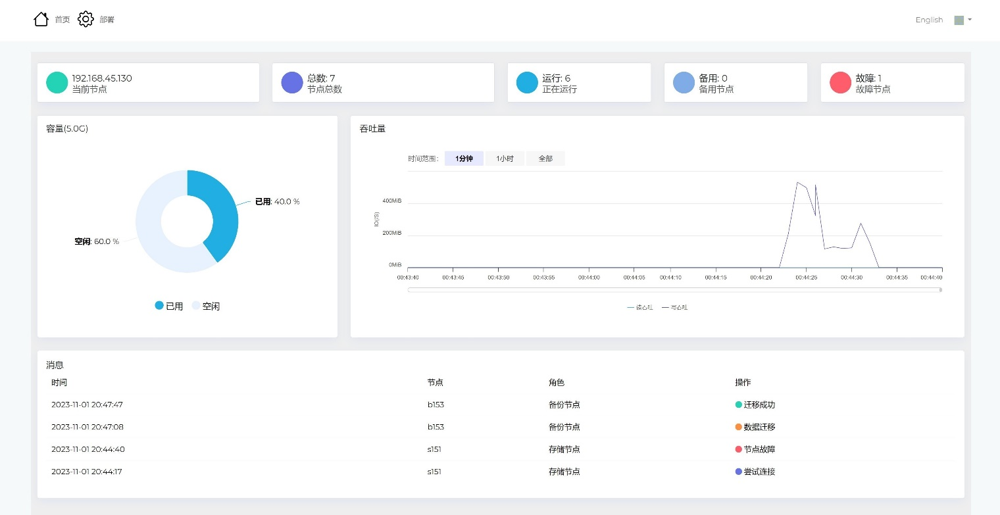 首页 部署 English
192.168.45.130
当前节点
总数: 7
节点总数
运行: 6
正在运行
备用: 0
备用节点
故障: 1
故障节点
容量(5.0G)
已用: 40.0 %
空闲: 60.0 %
已用 空闲
吞吐量
时间范围: 1分钟 1小时 全部
400MiB
IO(/S)
200MiB
0MiB
00:43:40 00:43:45 00:43:50 00:43:55 00:44:00 00:44:05 00:44:10 00:44:15 00:44:20 00:44:25 00:44:30 00:44:35 00:44:40
读吞吐 写吞吐
消息
时间 节点 角色 操作
2023-11-01 20:47:47 b153 备份节点 迁移成功
2023-11-01 20:47:08 b153 备份节点 数据迁移
2023-11-01 20:44:40 s151 存储节点 节点故障
2023-11-01 20:44:17 s151 存储节点 尝试连接